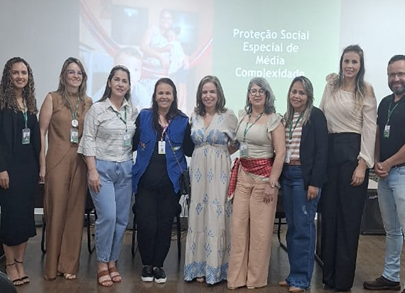 Proteção Social
Especial de
Média
Complexidade